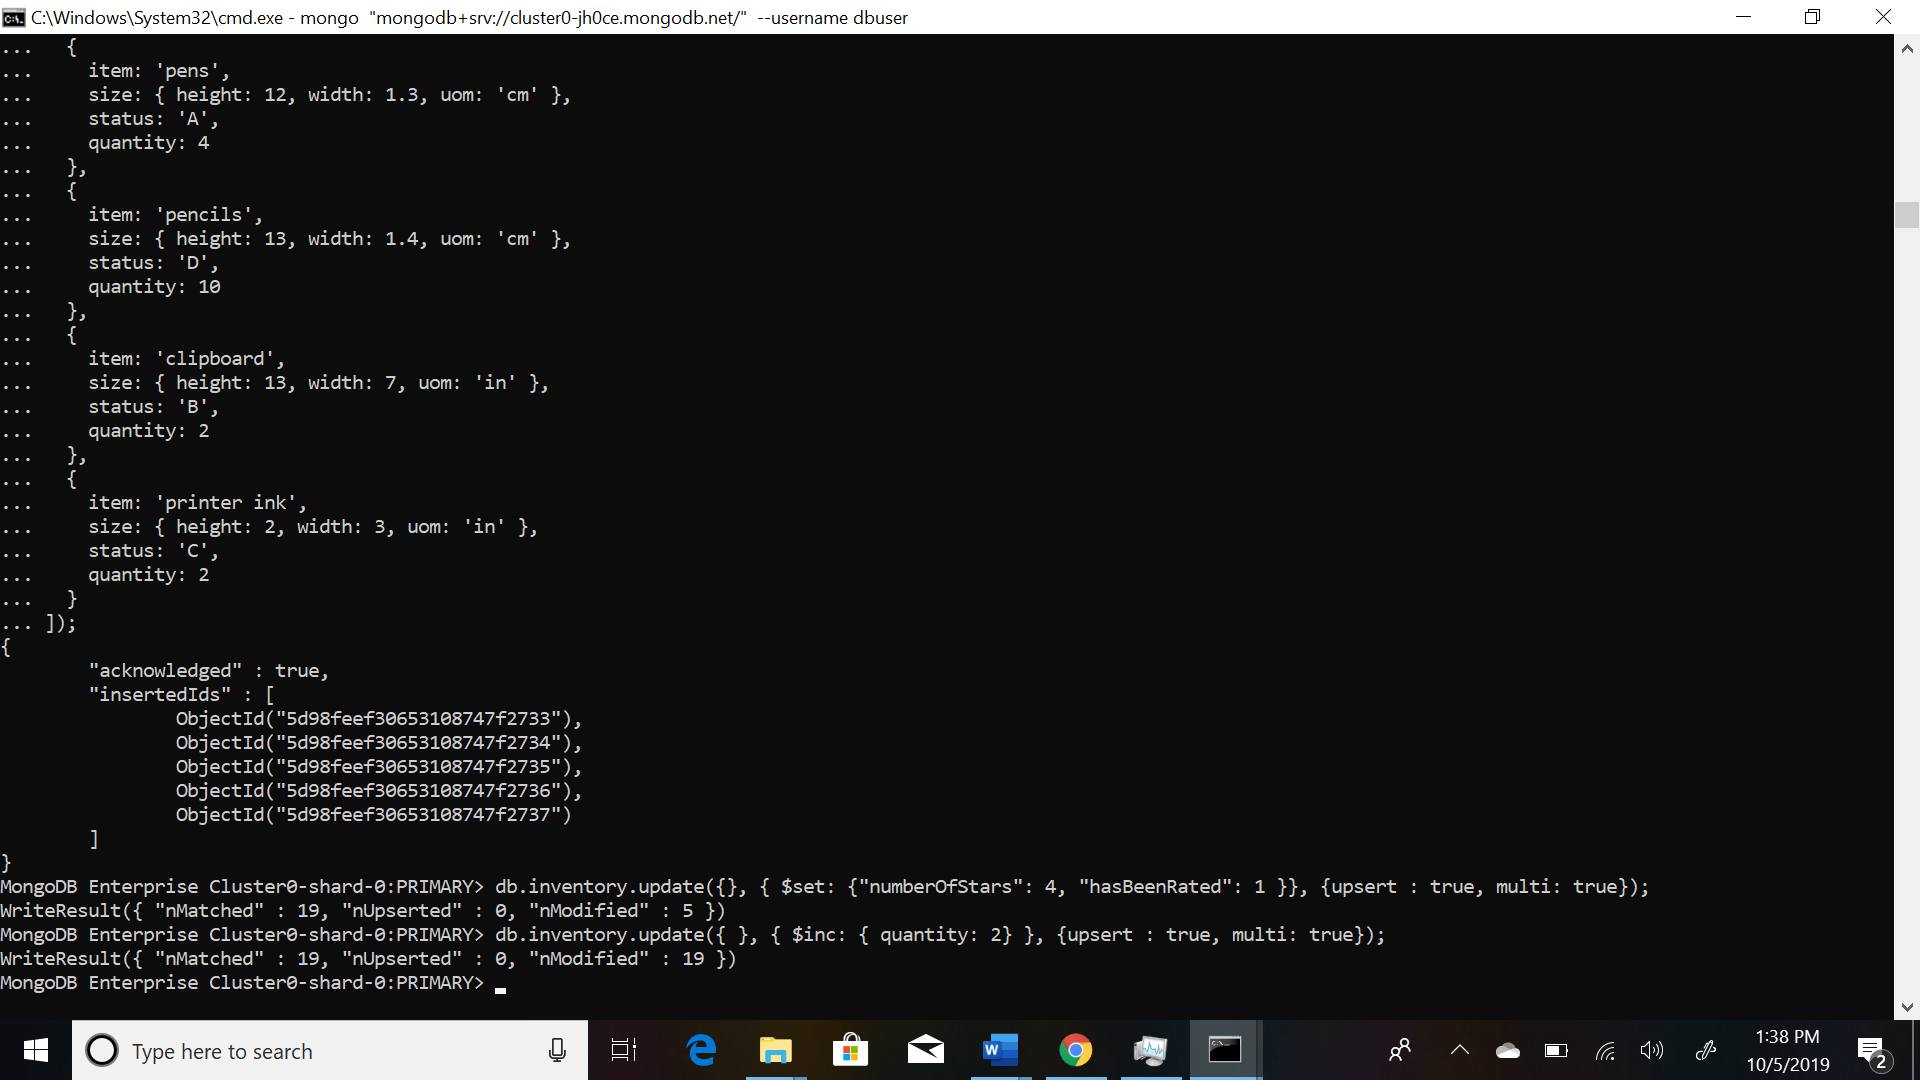 C:\Windows\System32\cmd.exe - mongo  "mongodb+srv://cluster0-jh0ce.mongodb.net/"  --username dbuser
...   {
...     item: 'pens',
...     size: { height: 12, width: 1.3, uom: 'cm' },
...     status: 'A',
...     quantity: 4
...   },
...   {
...     item: 'pencils',
...     size: { height: 13, width: 1.4, uom: 'cm' },
...     status: 'D',
...     quantity: 10
...   },
...   {
...     item: 'clipboard',
...     size: { height: 13, width: 7, uom: 'in' },
...     status: 'B',
...     quantity: 2
...   },
...   {
...     item: 'printer ink',
...     size: { height: 2, width: 3, uom: 'in' },
...     status: 'C',
...     quantity: 2
...   }
... ]);
{
        "acknowledged" : true,
        "insertedIds" : [
                ObjectId("5d98feef30653108747f2733"),
                ObjectId("5d98feef30653108747f2734"),
                ObjectId("5d98feef30653108747f2735"),
                ObjectId("5d98feef30653108747f2736"),
                ObjectId("5d98feef30653108747f2737")
        ]
}
MongoDB Enterprise Cluster0-shard-0:PRIMARY> db.inventory.update({}, { $set: {"numberOfStars": 4, "hasBeenRated": 1 }}, {upsert : true, multi: true});
WriteResult({ "nMatched" : 19, "nUpserted" : 0, "nModified" : 5 })
MongoDB Enterprise Cluster0-shard-0:PRIMARY> db.inventory.update({ }, { $inc: { quantity: 2} }, {upsert : true, multi: true});
WriteResult({ "nMatched" : 19, "nUpserted" : 0, "nModified" : 19 })
MongoDB Enterprise Cluster0-shard-0:PRIMARY>
Type here to search
1:38 PM
10/5/2019
2